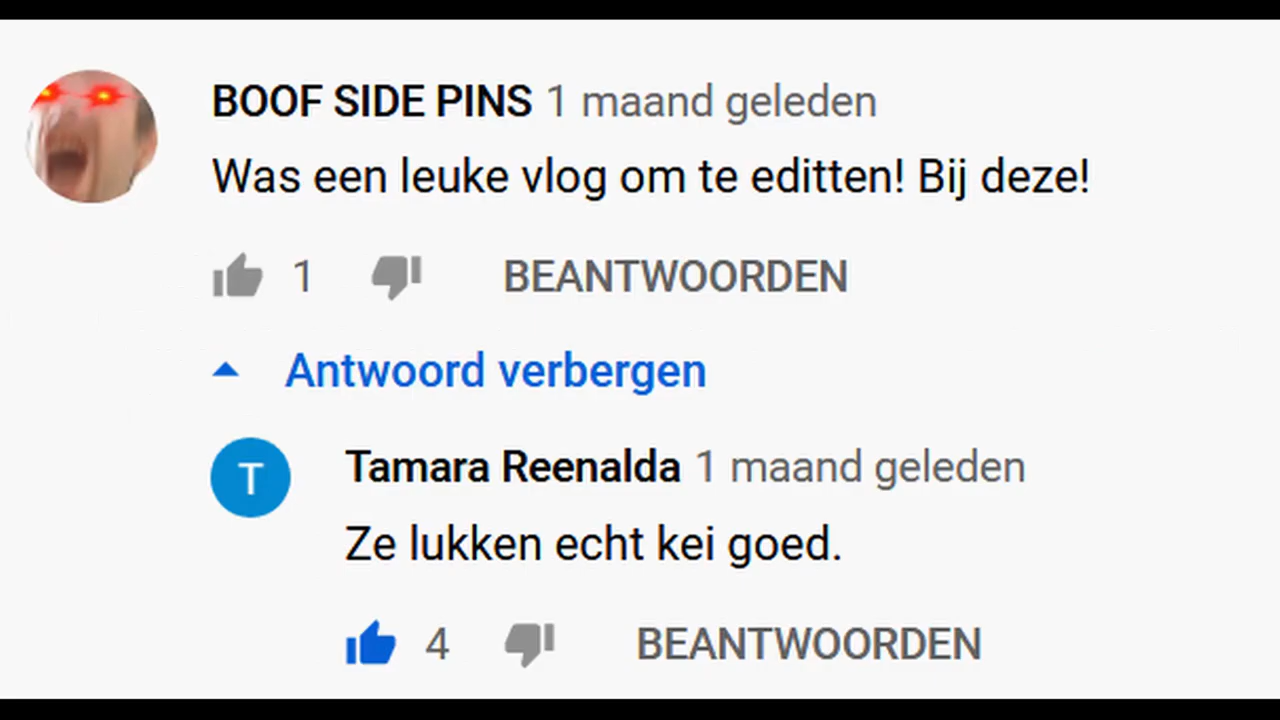 BOOF SIDE PINS 1 maand geleden
Was een leuke vlog om te editten! Bij deze!
1 BEANTWOORDEN
Antwoord verbergen
T
Tamara Reenalda 1 maand geleden
Ze lukken echt kei goed.
4 BEANTWOORDEN